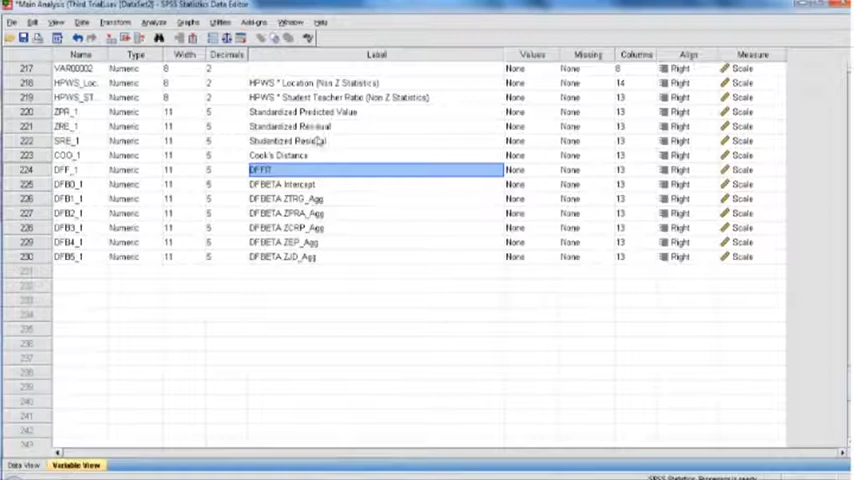 *Main Analysis (Third Trial).sav [DataSet2] - SPSS Statistics Data Editor
File Edit View Data Transform Analyze Graphs Utilities Add-ons Window Help
Name Type Width Decimals Label Values Missing Columns Align Measure
217 VAR00002 Numeric 8 2 None None 8 Right Scale
218 HPWS_Loc. Numeric 8 2 HPWS * Location (Non Z Statistics) None None 14 Right Scale
219 HPWS_ST... Numeric 8 2 HPWS * Student Teacher Ratio (Non Z Statistics) None None 13 Right Scale
220 ZPR_1 Numeric 11 5 Standardized Predicted Value None None 13 Right Scale
221 ZRE_1 Numeric 11 5 Standardized Residual None None 13 Right Scale
222 SRE_1 Numeric 11 5 Studentized Residual None None 13 Right Scale
223 COO_1 Numeric 11 5 Cook's Distance None None 13 Right Scale
224 DFF_1 Numeric 11 5 DFFIT None None 13 Right Scale
225 DFB0_1 Numeric 11 5 DFBETA Intercept None None 13 Right Scale
226 DFB1_1 Numeric 11 5 DFBETA ZTRG_Agg None None 13 Right Scale
227 DFB2_1 Numeric 11 5 DFBETA ZPRA_Agg None None 13 Right Scale
228 DFB3_1 Numeric 11 5 DFBETA ZCRP_Agg None None 13 Right Scale
229 DFB4_1 Numeric 11 5 DFBETA ZEP_Agg None None 13 Right Scale
230 DFB5_1 Numeric 11 5 DFBETA ZJD_Agg None None 13 Right Scale
231
232
233
234
235
236
237
238
239
240
241
242
243
Data View Variable View
SPSS Statistics Processor is ready